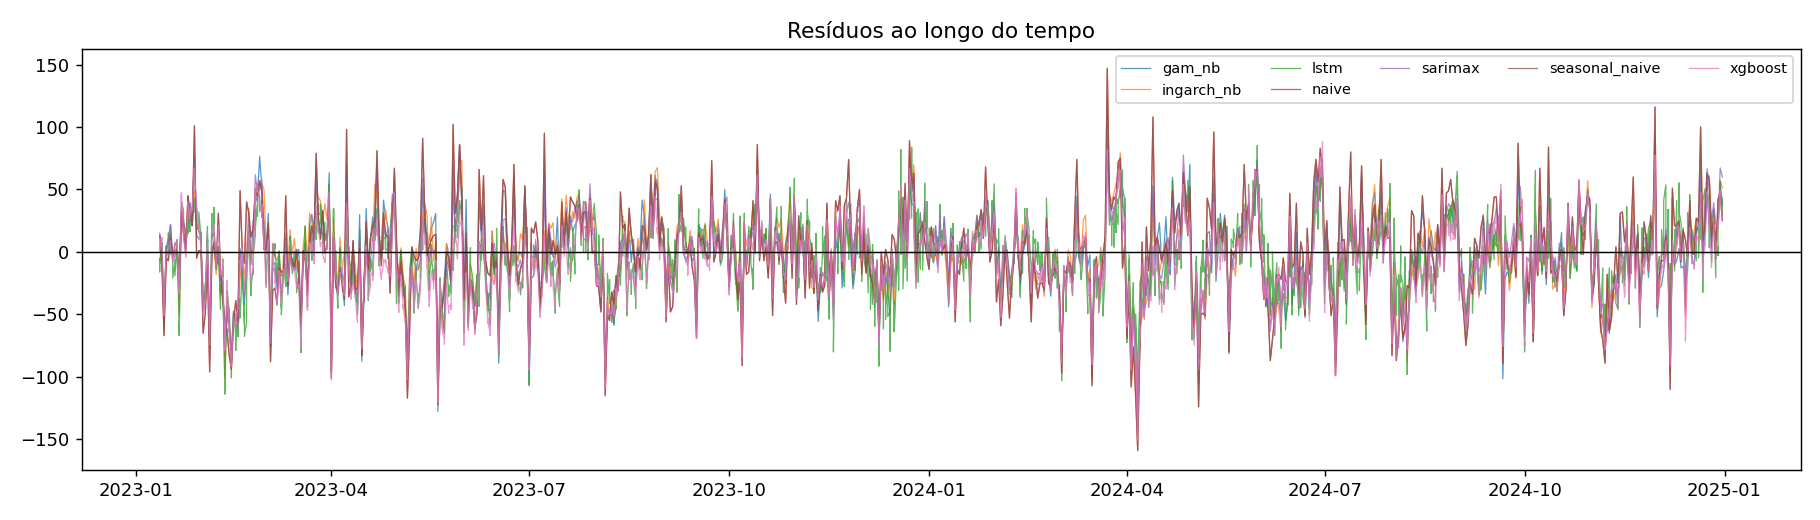 Resíduos ao longo do tempo
gam_nb lstm sarimax seasonal_naive xgboost
ingarch_nb naive
150
100
50
0
−50
−100
−150
2023-01 2023-04 2023-07 2023-10 2024-01 2024-04 2024-07 2024-10 2025-01